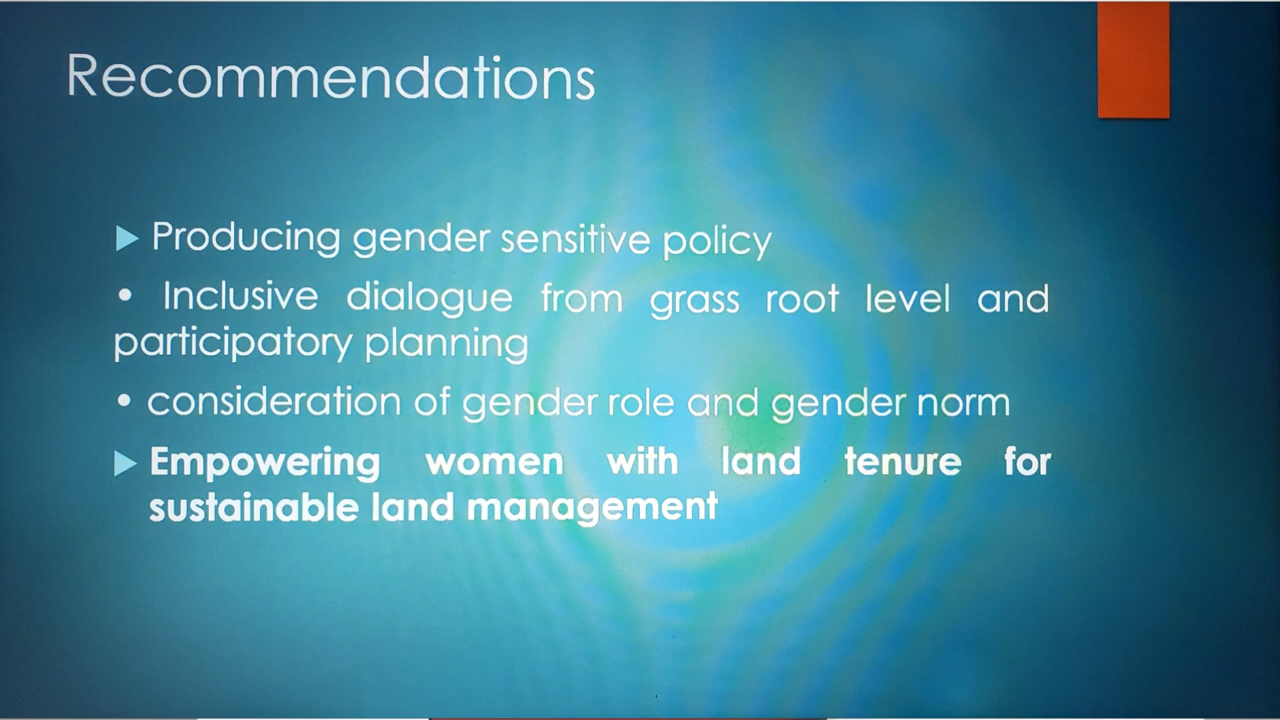 Recommendations
▶ Producing gender sensitive policy
• Inclusive dialogue from grass root level and
participatory planning
• consideration of gender role and gender norm
▶ Empowering women with land tenure for
sustainable land management